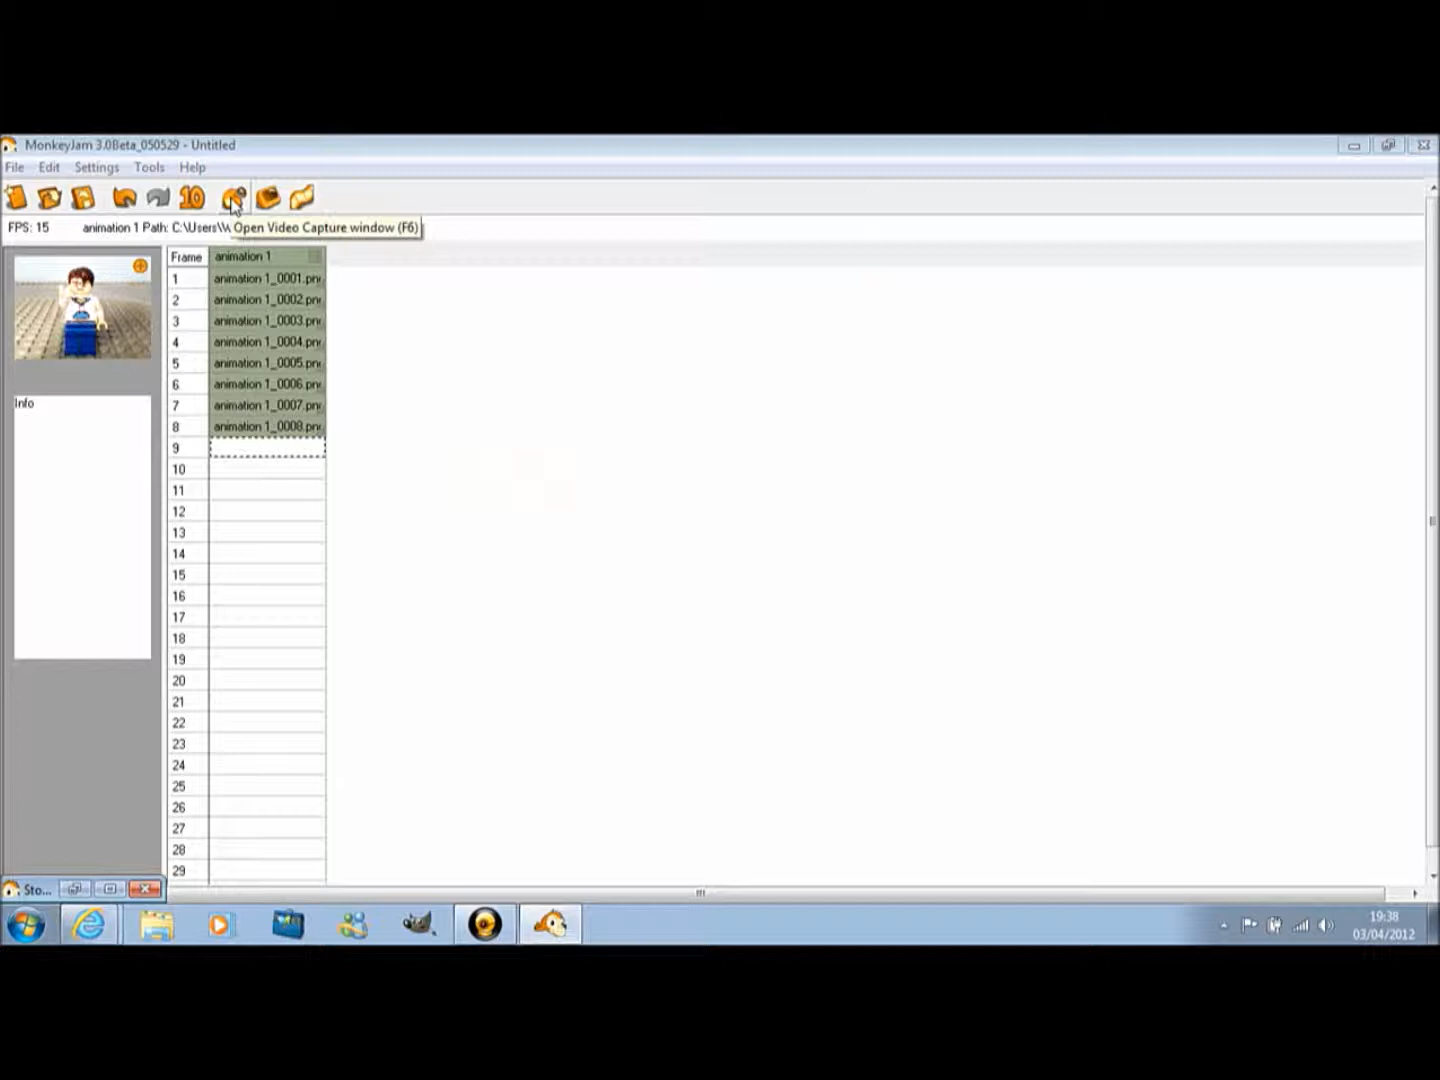 MonkeyJam 3.0Beta_050529 - Untitled
File Edit Settings Tools Help
10
FPS: 15 animation 1 Path: C:\Users\W
Open Video Capture window (F6)
Frame animation 1
1 animation 1_0001.pn
2 animation 1_0002.pn
3 animation 1_0003.pn
4 animation 1_0004.pn
5 animation 1_0005.pn
6 animation 1_0006.pn
7 animation 1_0007.pn
8 animation 1_0008.pn
9
10
11
12
13
14
15
16
17
18
19
20
21
22
23
24
25
26
27
28
29
Info
Sto...
19:38
03/04/2012